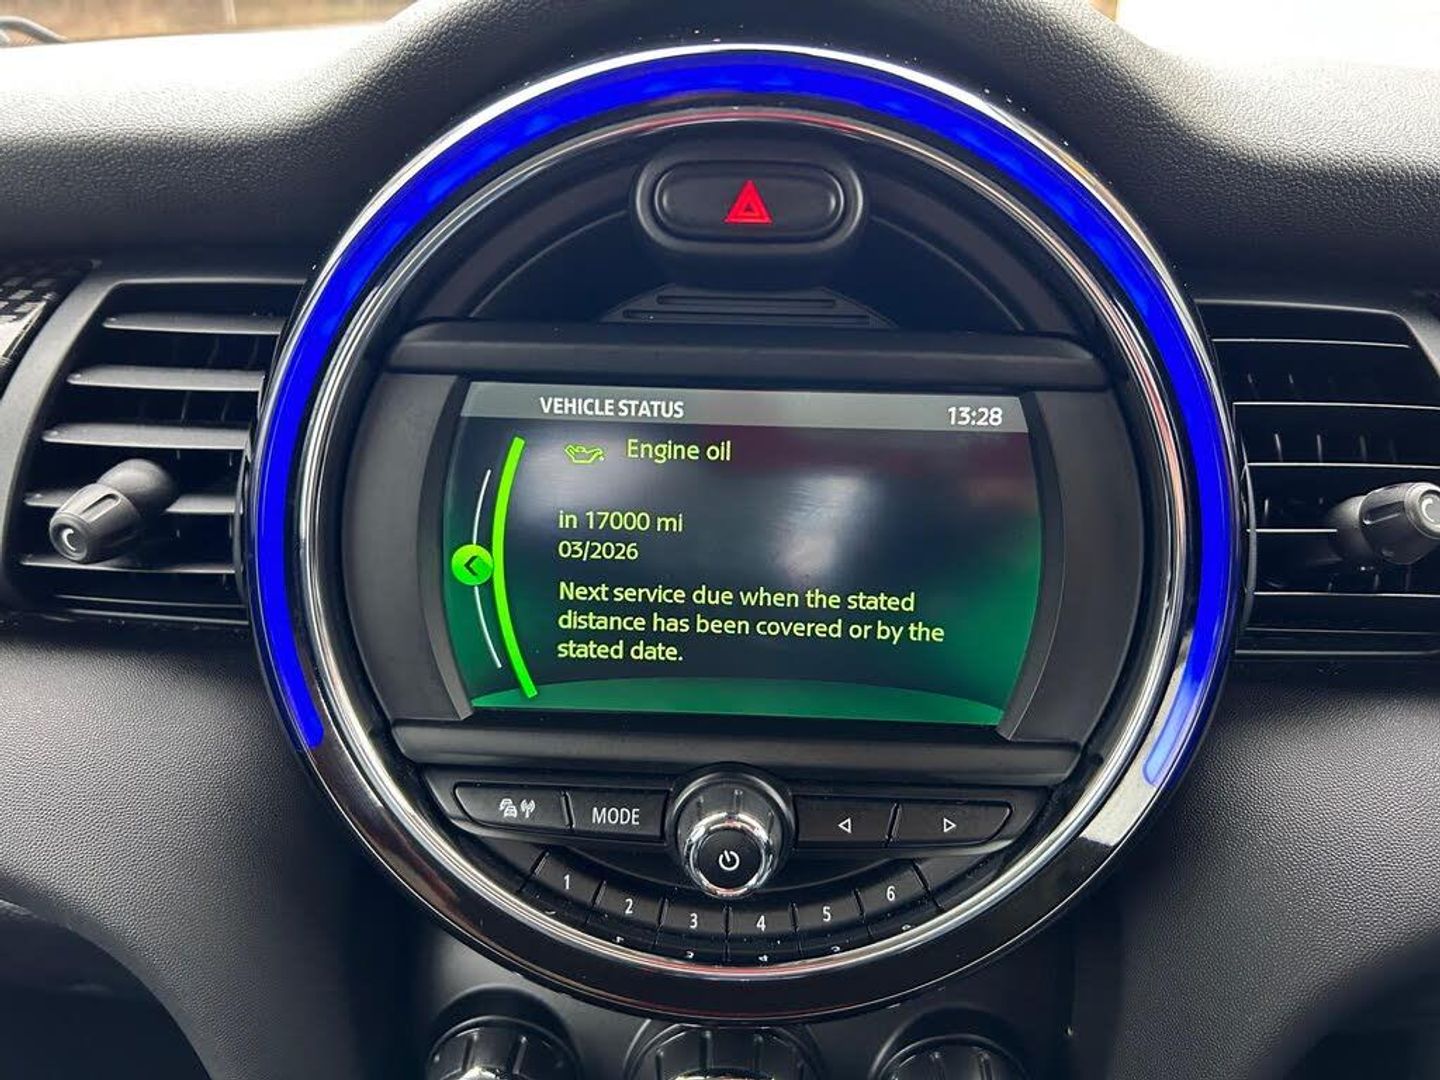 VEHICLE STATUS 13:28
Engine oil
in 17000 mi
03/2026
Next service due when the stated
distance has been covered or by the
stated date.
MODE
1 2 3 4 5 6